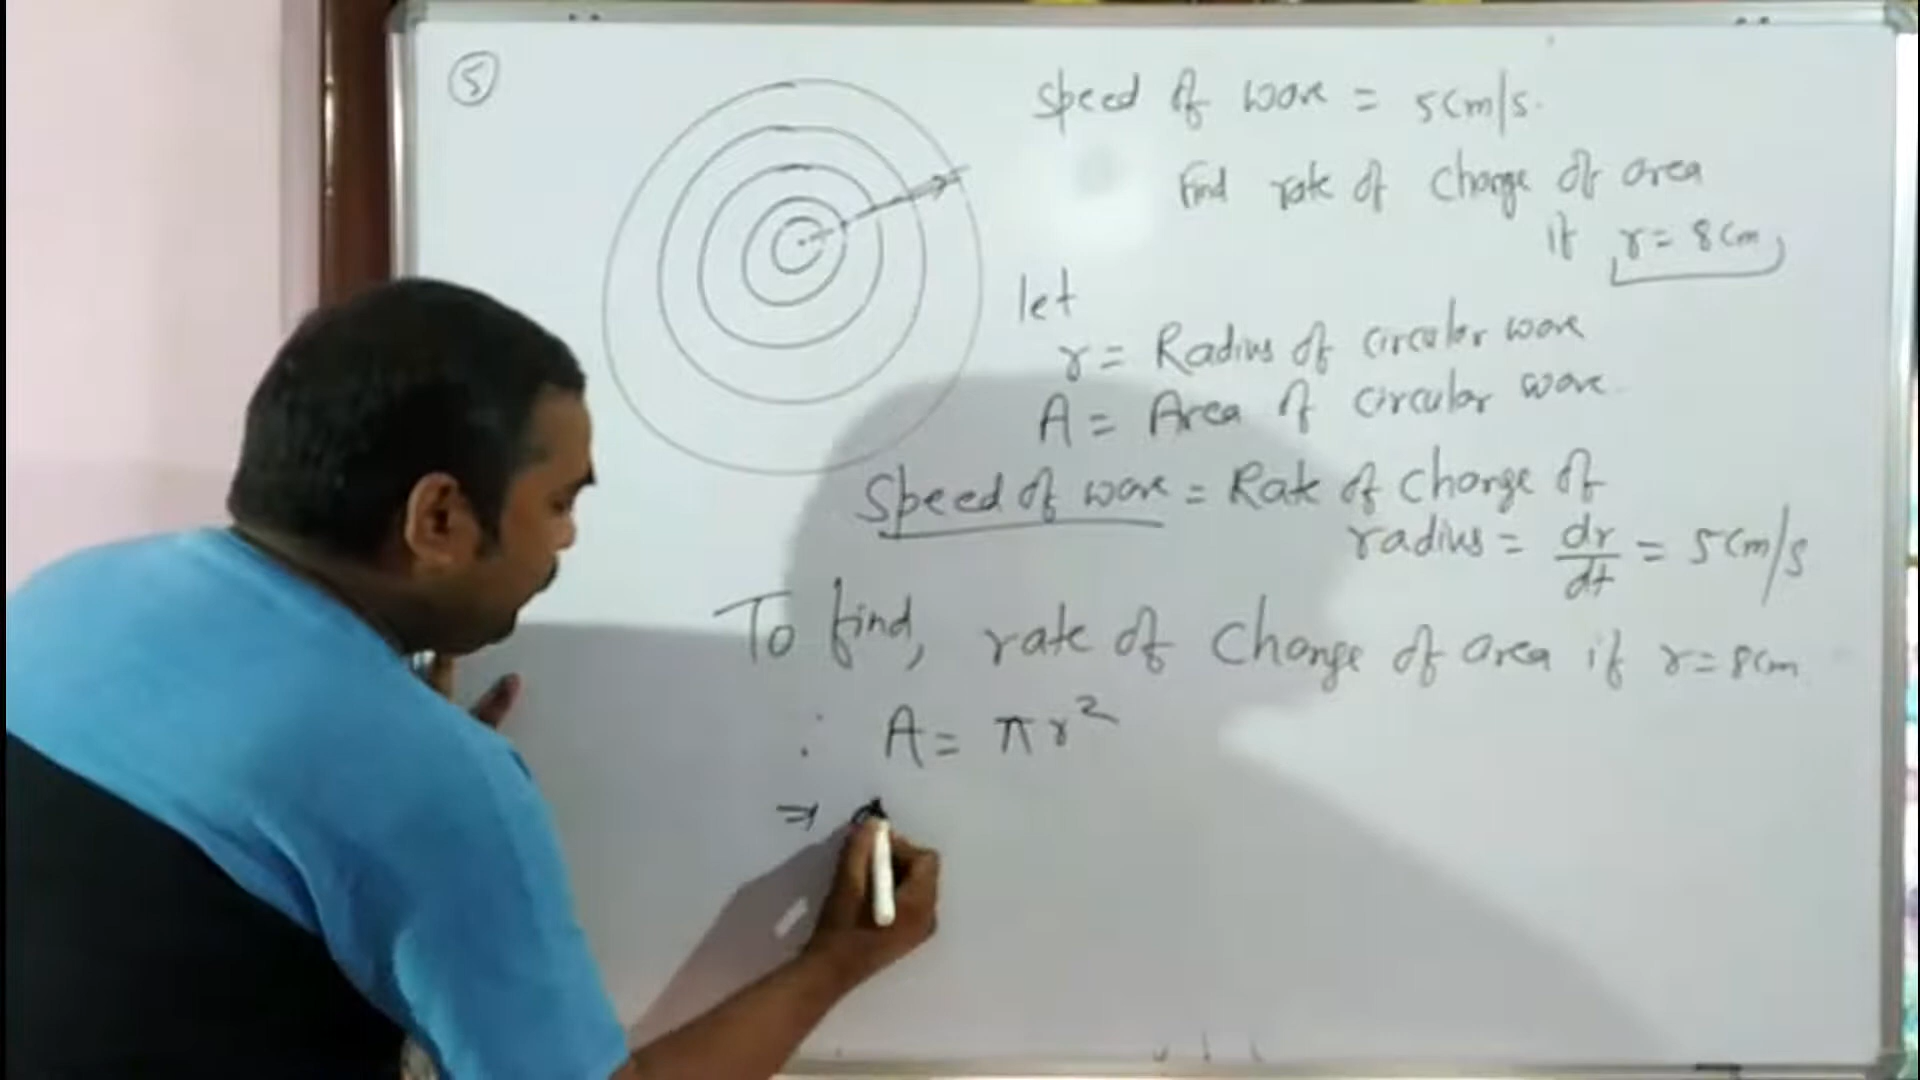 5
Speed of wave = 5cm/s.
Find rate of change of area
if r = 8cm
let
r = Radius of circular wave
A = Area of circular wave
Speed of wave = Rate of change of
radius = dr/dt = 5cm/s
To find, rate of change of area if r = 8cm
∴ A = πr²
⇒ d